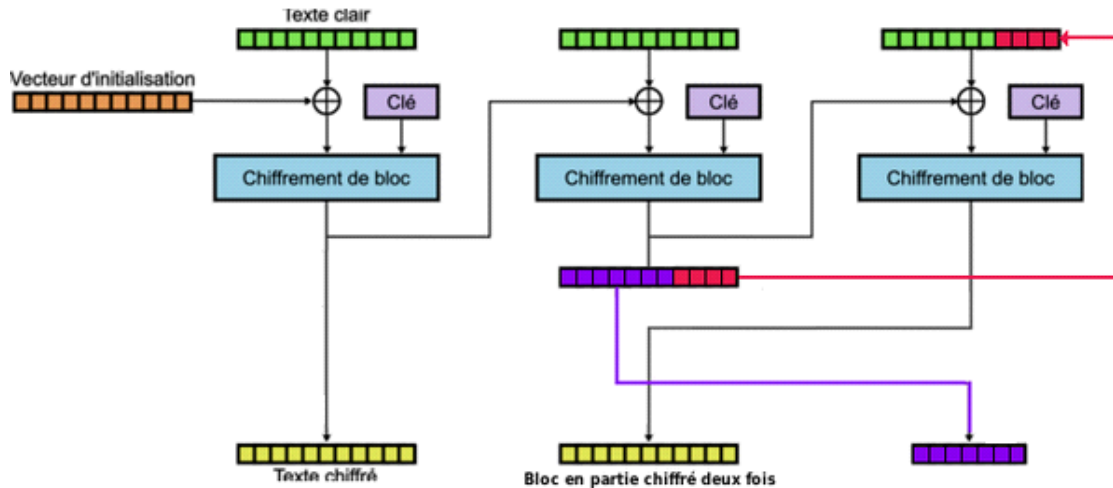 Texte clair
Vecteur d'initialisation
Clé
Clé
Clé
Chiffrement de bloc
Chiffrement de bloc
Chiffrement de bloc
Texte chiffré
Bloc en partie chiffré deux fois